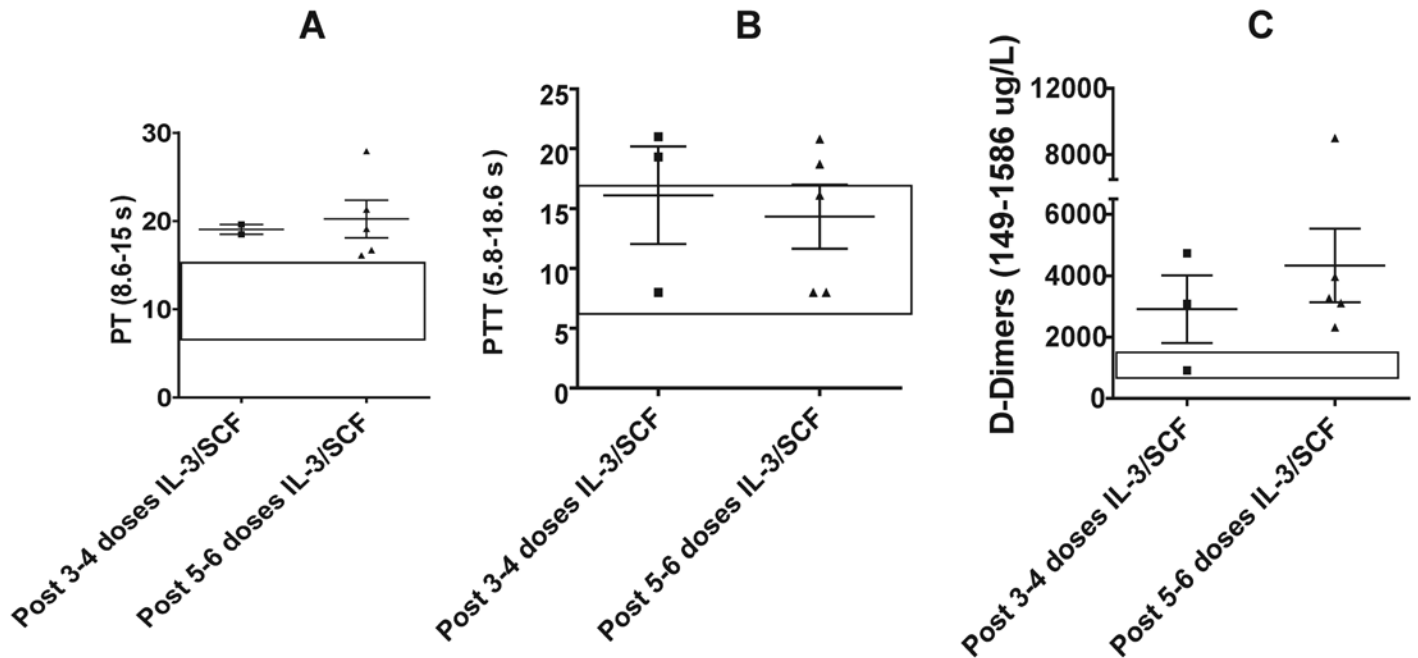 A
B
C
PT (8.6-15 s)
30
20
10
0
Post 3-4 doses IL-3/SCF
Post 5-6 doses IL-3/SCF
PTT (5.8-18.6 s)
25
20
15
10
5
0
Post 3-4 doses IL-3/SCF
Post 5-6 doses IL-3/SCF
D-Dimers (149-1586 ug/L)
12000
8000
6000
4000
2000
0
Post 3-4 doses IL-3/SCF
Post 5-6 doses IL-3/SCF